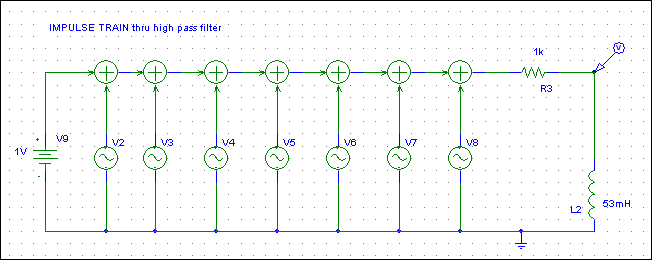 IMPULSE TRAIN thru high pass filter
1k
V
R3
V9
1V
V2
V3
V4
V5
V6
V7
V8
L2
53mH